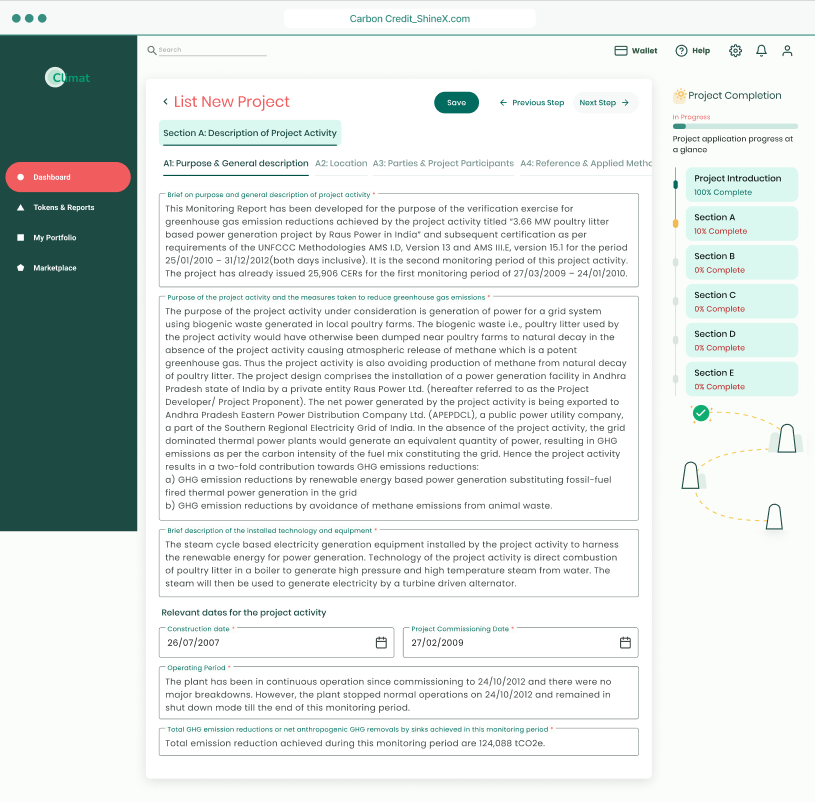 Carbon Credit_ShineX.com
Climat
Search
Wallet
Help
Dashboard
Tokens & Reports
My Portfolio
Marketplace
List New Project
Save
Previous Step
Next Step
Section A: Description of Project Activity
A1: Purpose & General description
A2: Location
A3: Parties & Project Participants
A4: Reference & Applied Metho
Brief on purpose and general description of project activity *
This Monitoring Report has been developed for the purpose of the verification exercise for
greenhouse gas emission reductions achieved by the project activity titled “3.66 MW poultry litter
based power generation project by Raus Power in India” and subsequent certification as per
requirements of the UNFCCC Methodologies AMS I.D, Version 13 and AMS III.E, version 15.1 for the period
25/01/2010 – 31/12/2012(both days inclusive). It is the second monitoring period of this project activity.
The project has already issued 25,906 CERs for the first monitoring period of 27/03/2009 – 24/01/2010.
Purpose of the project activity and the measures taken to reduce greenhouse gas emissions *
The purpose of the project activity under consideration is generation of power for a grid system
using biogenic waste generated in local poultry farms. The biogenic waste i.e., poultry litter used by
the project activity would have otherwise been dumped near poultry farms to natural decay in the
absence of the project activity causing atmospheric release of methane which is a potent
greenhouse gas. Thus the project activity is also avoiding production of methane from natural decay
of poultry litter. The project design comprises the installation of a power generation facility in Andhra
Pradesh state of India by a private entity Raus Power Ltd. (hereafter referred to as the Project
Developer/ Project Proponent). The net power generated by the project activity is being exported to
Andhra Pradesh Eastern Power Distribution Company Ltd. (APEPDCL), a public power utility company,
a part of the Southern Regional Electricity Grid of India. In the absence of the project activity, the grid
dominated thermal power plants would generate an equivalent quantity of power, resulting in GHG
emissions as per the carbon intensity of the fuel mix constituting the grid. Hence the project activity
results in a two-fold contribution towards GHG emissions reductions:
a) GHG emission reductions by renewable energy based power generation substituting fossil-fuel
fired thermal power generation in the grid
b) GHG emission reductions by avoidance of methane emissions from animal waste.
Brief description of the installed technology and equipment *
The steam cycle based electricity generation equipment installed by the project activity to harness
the renewable energy for power generation. Technology of the project activity is direct combustion
of poultry litter in a boiler to generate high pressure and high temperature steam from water. The
steam will then be used to generate electricity by a turbine driven alternator.
Relevant dates for the project activity
Construction date *
26/07/2007
Project Commissioning Date *
27/02/2009
Operating Period *
The plant has been in continuous operation since commissioning to 24/10/2012 and there were no
major breakdowns. However, the plant stopped normal operations on 24/10/2012 and remained in
shut down mode till the end of this monitoring period.
Total GHG emission reductions or net anthropogenic GHG removals by sinks achieved in this monitoring period *
Total emission reduction achieved during this monitoring period are 124,088 tCO2e.
Project Completion
In Progress
Project application progress at
a glance
Project Introduction
100% Complete
Section A
10% Complete
Section B
0% Complete
Section C
0% Complete
Section D
0% Complete
Section E
0% Complete